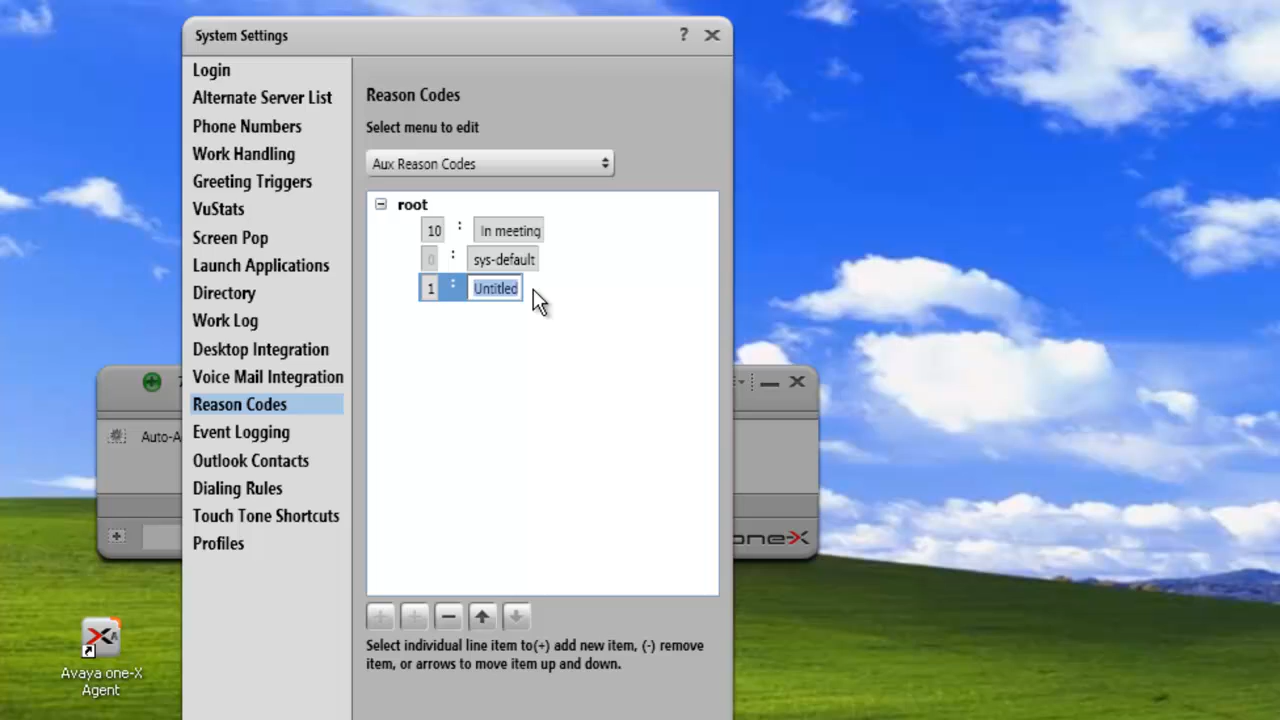 System Settings
?
Login
Alternate Server List
Phone Numbers
Work Handling
Greeting Triggers
VuStats
Screen Pop
Launch Applications
Directory
Work Log
Desktop Integration
Voice Mail Integration
Reason Codes
Event Logging
Outlook Contacts
Dialing Rules
Touch Tone Shortcuts
Profiles
Reason Codes
Select menu to edit
Aux Reason Codes
root
10 : In meeting
0 : sys-default
1 : Untitled
Select individual line item to(+) add new item, (-) remove
item, or arrows to move item up and down.
Auto-A
one-X
Avaya one-X
Agent